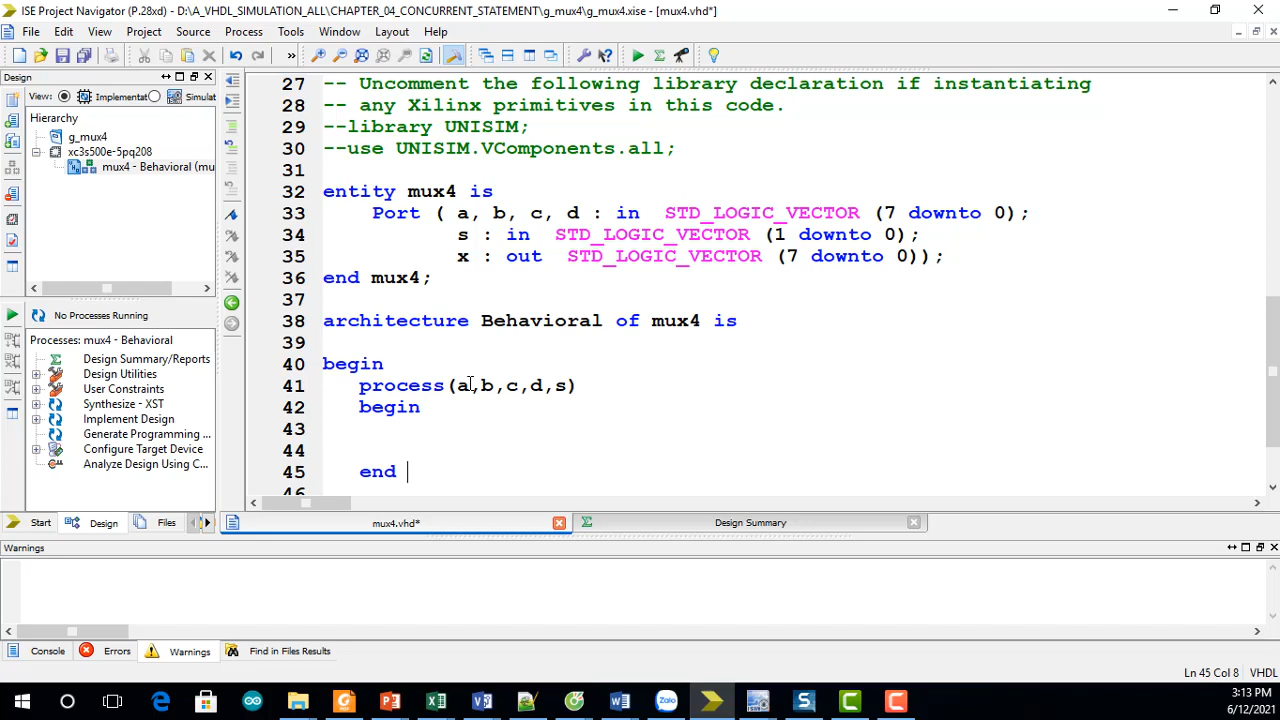 ISE Project Navigator (P.28xd) - D:\A_VHDL_SIMULATION_ALL\CHAPTER_04_CONCURRENT_STATEMENT\g_mux4\g_mux4.xise - [mux4.vhd*]
File Edit View Project Source Process Tools Window Layout Help
Design
View: Implementat Simulat
Hierarchy
g_mux4
xc3s500e-5pq208
mux4 - Behavioral (mu
No Processes Running
Processes: mux4 - Behavioral
Design Summary/Reports
Design Utilities
User Constraints
Synthesize - XST
Implement Design
Generate Programming ...
Configure Target Device
Analyze Design Using C...
Start Design Files
27 -- Uncomment the following library declaration if instantiating
28 -- any Xilinx primitives in this code.
29 --library UNISIM;
30 --use UNISIM.VComponents.all;
31
32 entity mux4 is
33 Port ( a, b, c, d : in STD_LOGIC_VECTOR (7 downto 0);
34 s : in STD_LOGIC_VECTOR (1 downto 0);
35 x : out STD_LOGIC_VECTOR (7 downto 0));
36 end mux4;
37
38 architecture Behavioral of mux4 is
39
40 begin
41 process(a,b,c,d,s)
42 begin
43
44
45 end
46
mux4.vhd* Design Summary
Warnings
Console Errors Warnings Find in Files Results
Ln 45 Col 8 VHDL
3:13 PM
6/12/2021